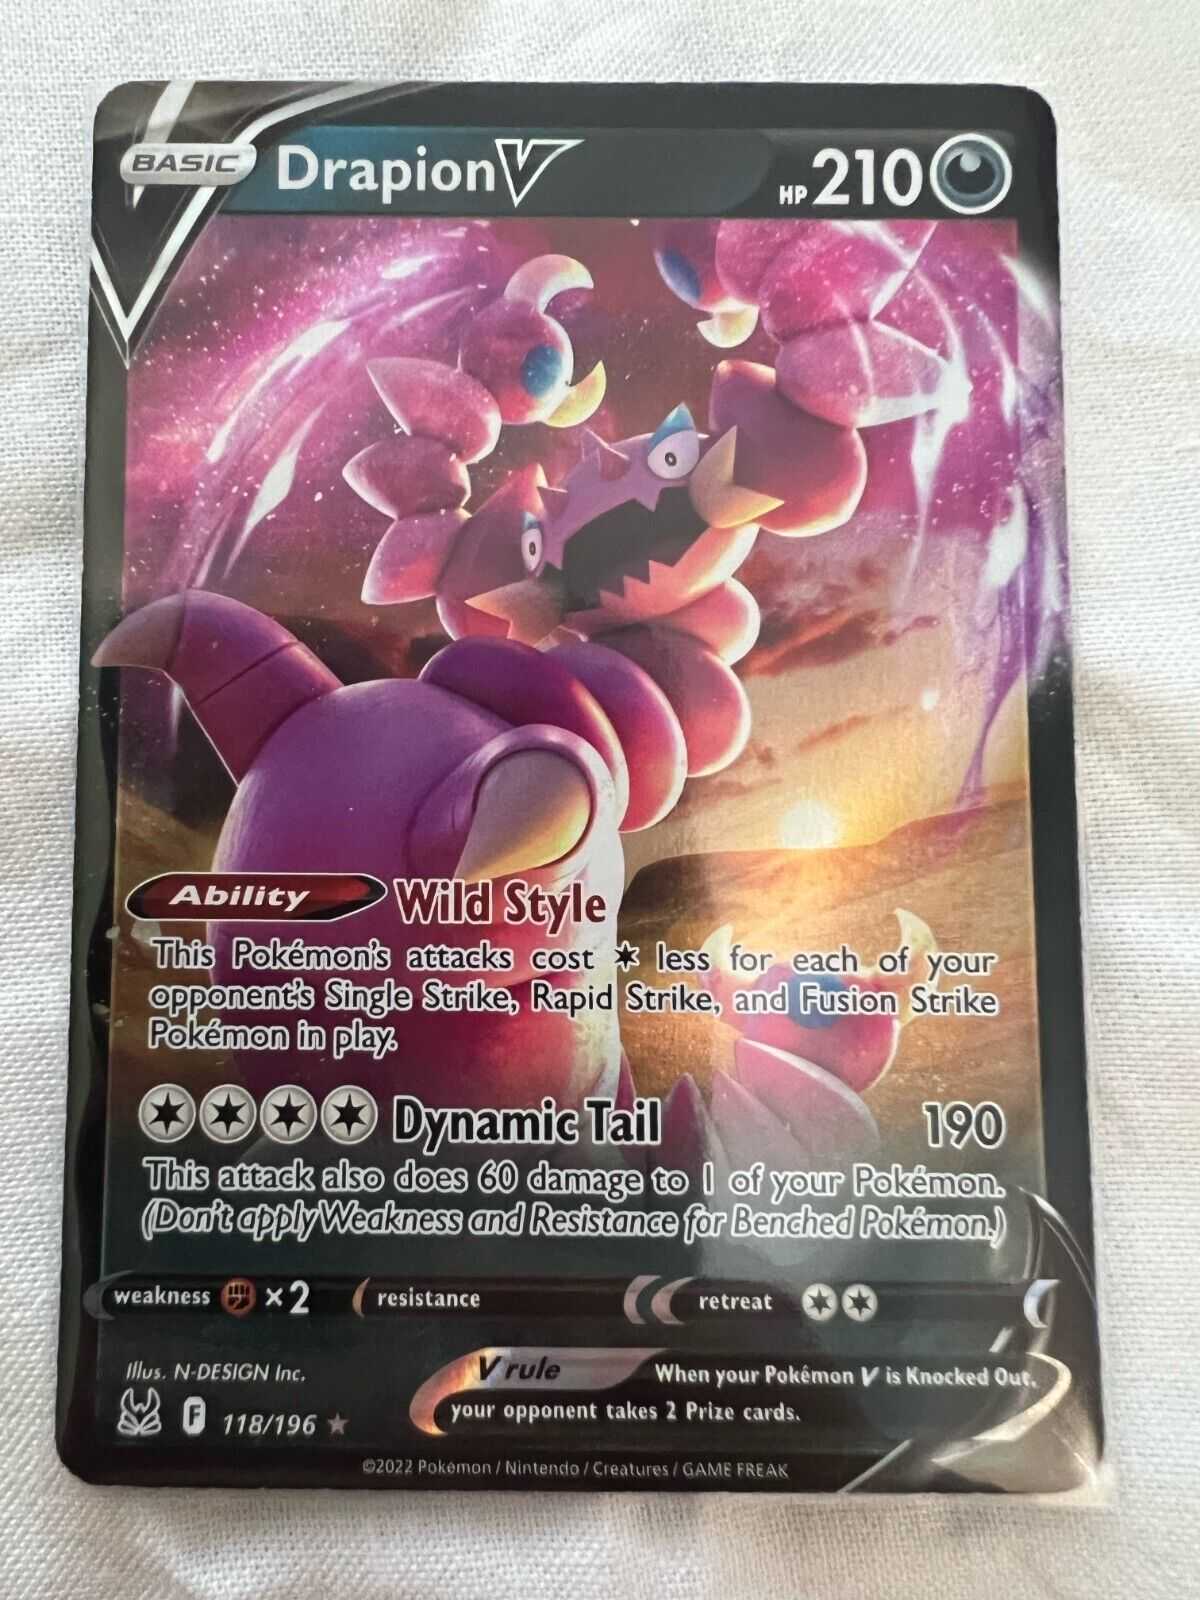 BASIC DrapionV HP210
Ability Wild Style
This Pokémon's attacks cost less for each of your
opponent's Single Strike, Rapid Strike, and Fusion Strike
Pokémon in play.
Dynamic Tail 190
This attack also does 60 damage to 1 of your Pokémon.
(Don't apply Weakness and Resistance for Benched Pokémon.)
weakness ×2 resistance retreat
Illus. N-DESIGN Inc.
V rule When your Pokémon V is Knocked Out,
your opponent takes 2 Prize cards.
F 118/196
©2022 Pokémon / Nintendo / Creatures / GAME FREAK